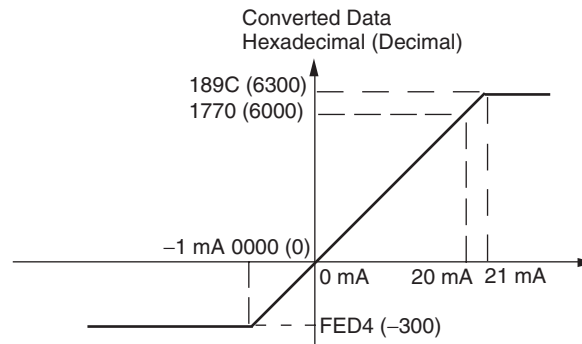 Converted Data
Hexadecimal (Decimal)
189C (6300)
1770 (6000)
−1 mA 0000 (0)
0 mA
20 mA
21 mA
FED4 (−300)